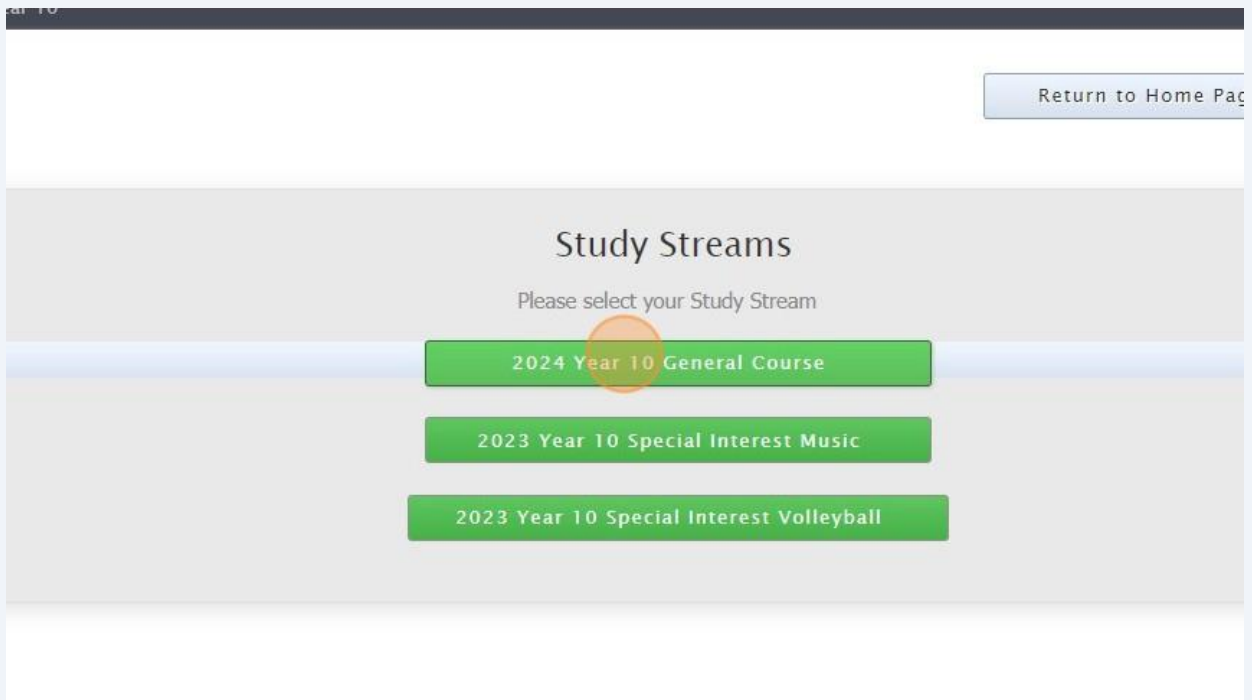 Return to Home
Study Streams
Please select your Study Stream
2024 Year 10 General Course
2023 Year 10 Special Interest Music
2023 Year 10 Special Interest Volleyball